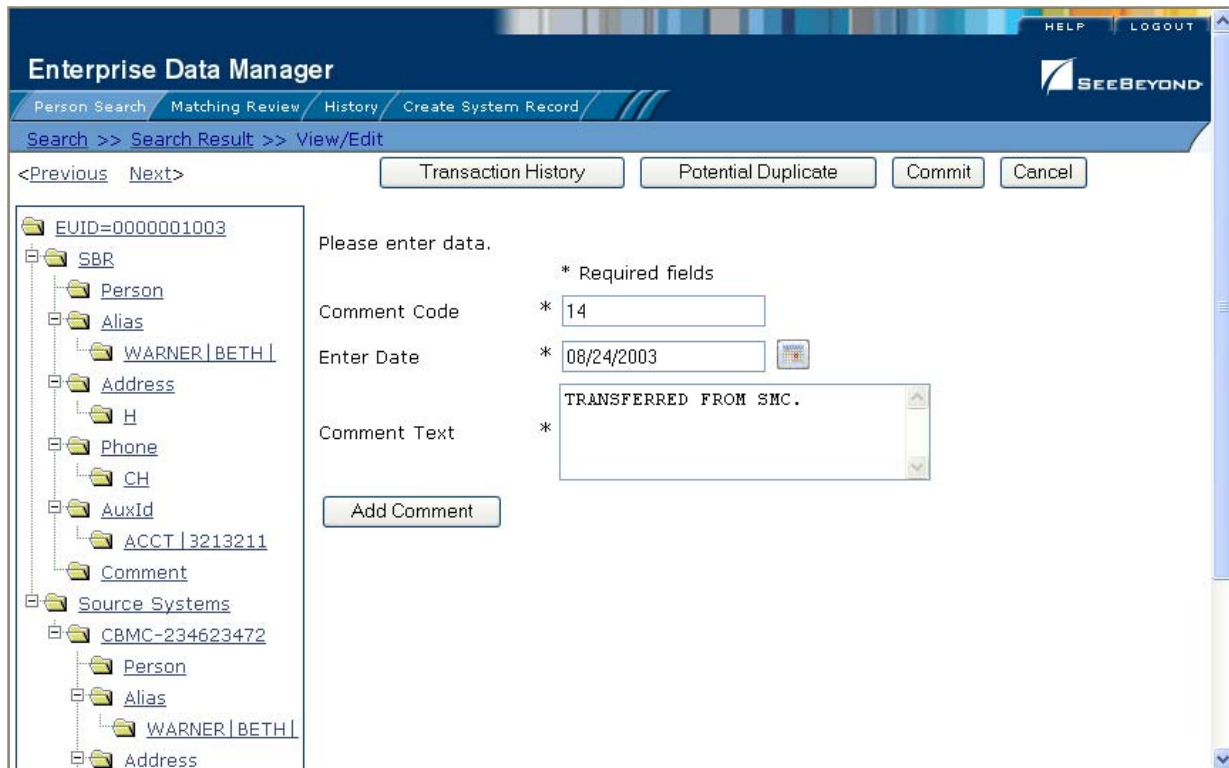 HELP LOGOUT
Enterprise Data Manager
SEEBEYOND
Person Search Matching Review History Create System Record
Search >> Search Result >> View/Edit
<Previous Next> Transaction History Potential Duplicate Commit Cancel
EUID=0000001003
SBR
Person
Alias
WARNER|BETH|
Address
H
Phone
CH
AuxId
ACCT|3213211
Comment
Source Systems
CBMC-234623472
Person
Alias
WARNER|BETH|
Address
Please enter data.
* Required fields
Comment Code * 14
Enter Date * 08/24/2003
Comment Text * TRANSFERRED FROM SMC.
Add Comment